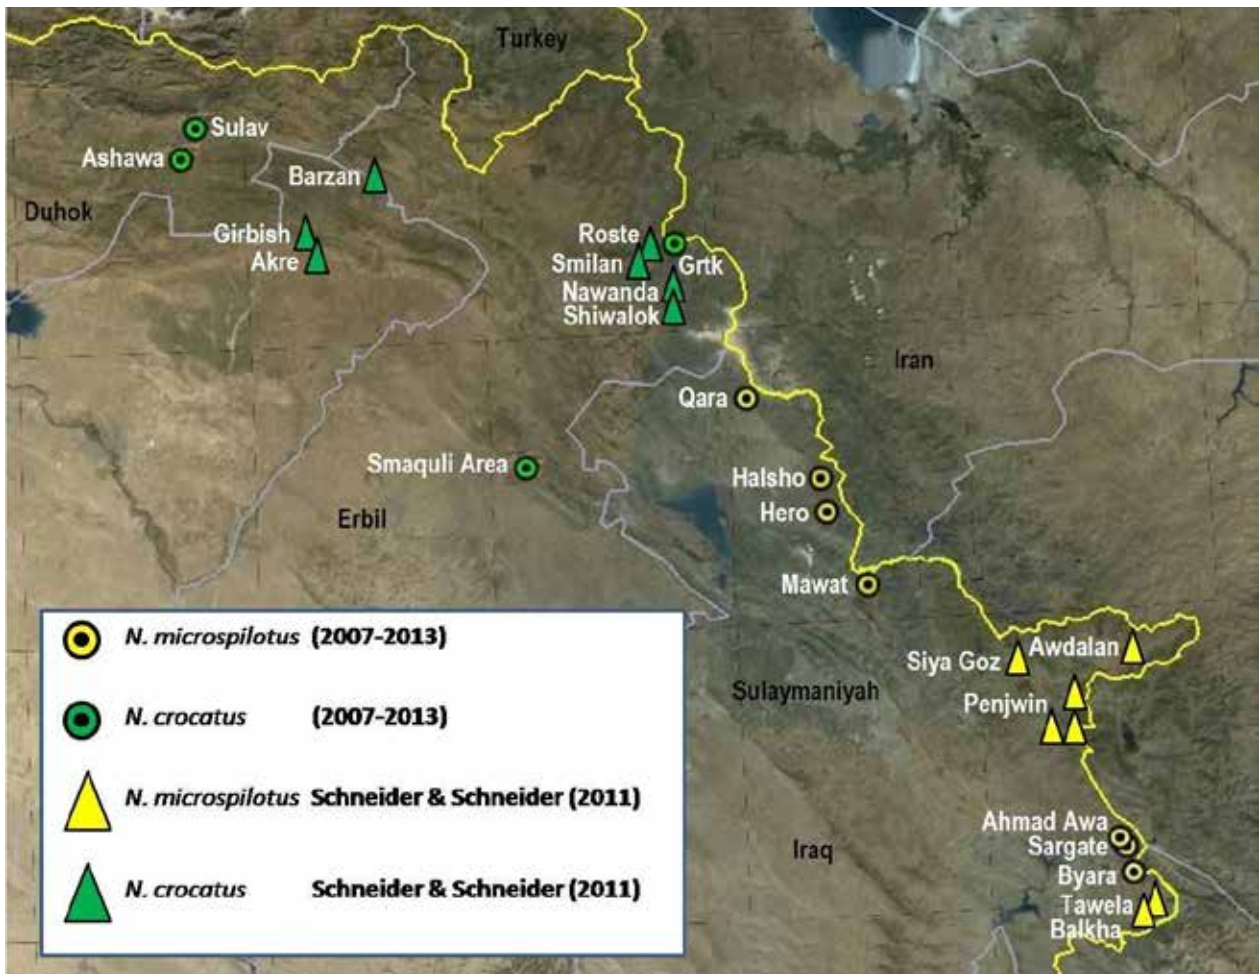 Turkey
Sulav
Ashawa
Barzan
Duhok
Girbish
Akre
Roste
Smilan
Grtk
Nawanda
Shiwalok
Iran
Qara
Smaquli Area
Halsho
Hero
Erbil
Mawat
Siya Goz
Awdalan
Sulaymaniyah
Penjwin
Ahmad Awa
Sargate
Iraq
Byara
Tawela
Balkha
N. microspilotus (2007-2013)
N. crocatus (2007-2013)
N. microspilotus Schneider & Schneider (2011)
N. crocatus Schneider & Schneider (2011)